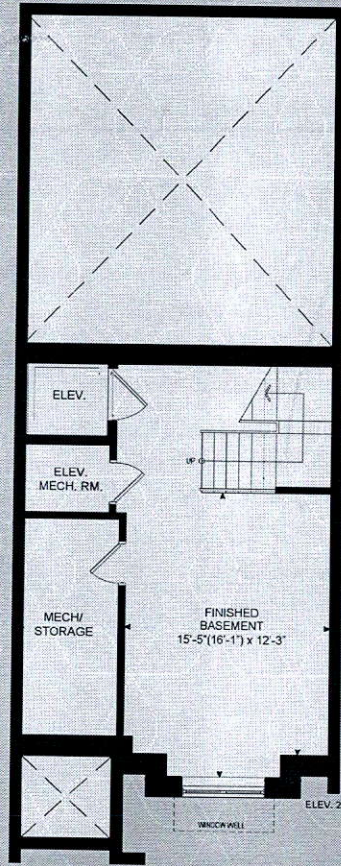 ELEV.
ELEV.
MECH. RM.
UP
MECH/
STORAGE
FINISHED
BASEMENT
15'-5"(16'-1") x 12'-3"
ELEV. 2
WINDOW WELL